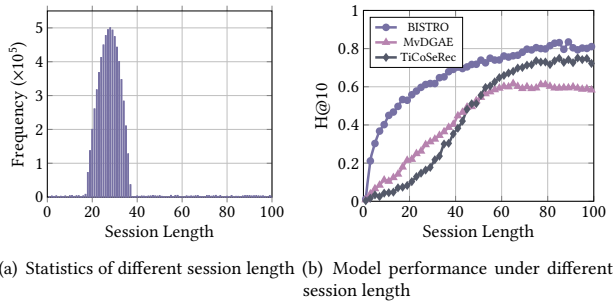 5
4
3
2
1
0
0 20 40 60 80 100
Frequency (×10⁵)
Session Length
1
0.8
0.6
0.4
0.2
0
0 20 40 60 80 100
H@10
Session Length
BISTRO
MvDGAE
TiCoSeRec
(a) Statistics of different session length
(b) Model performance under different
session length